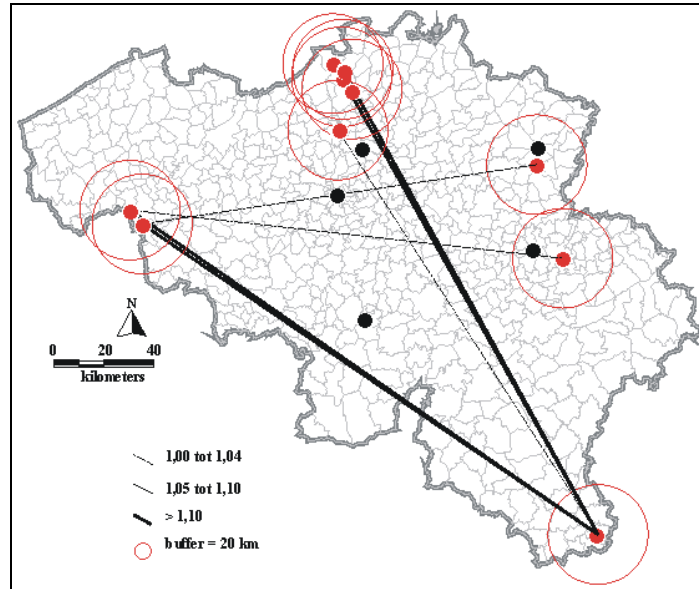 N
0 20 40
kilometers
1,00 tot 1,04
1,05 tot 1,10
> 1,10
buffer = 20 km